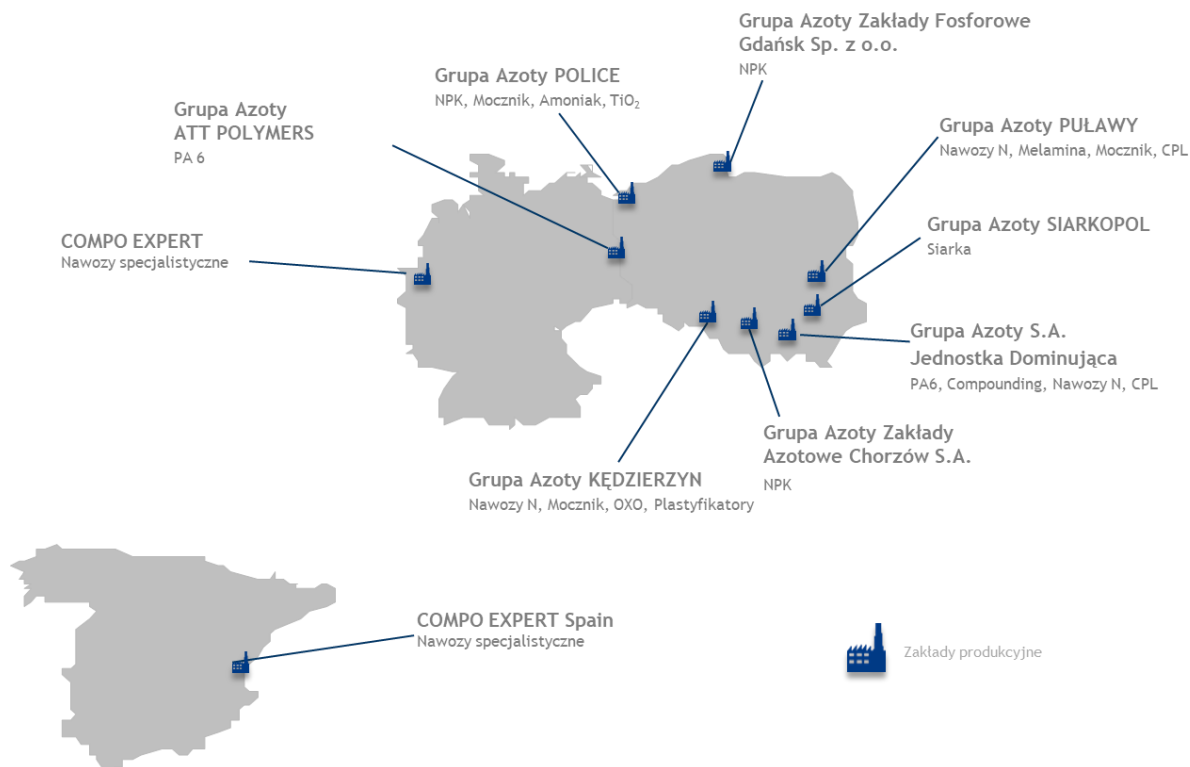 Grupa Azoty Zakłady Fosforowe
Gdańsk Sp. z o.o.
NPK
Grupa Azoty POLICE
NPK, Mocznik, Amoniak, TiO₂
Grupa Azoty
ATT POLYMERS
PA 6
Grupa Azoty PUŁAWY
Nawozy N, Melamina, Mocznik, CPL
COMPO EXPERT
Nawozy specjalistyczne
Grupa Azoty SIARKOPOL
Siarka
Grupa Azoty S.A.
Jednostka Dominująca
PA6, Compounding, Nawozy N, CPL
Grupa Azoty Zakłady
Azotowe Chorzów S.A.
NPK
Grupa Azoty KĘDZIERZYN
Nawozy N, Mocznik, OXO, Plastyfikatory
COMPO EXPERT Spain
Nawozy specjalistyczne
Zakłady produkcyjne